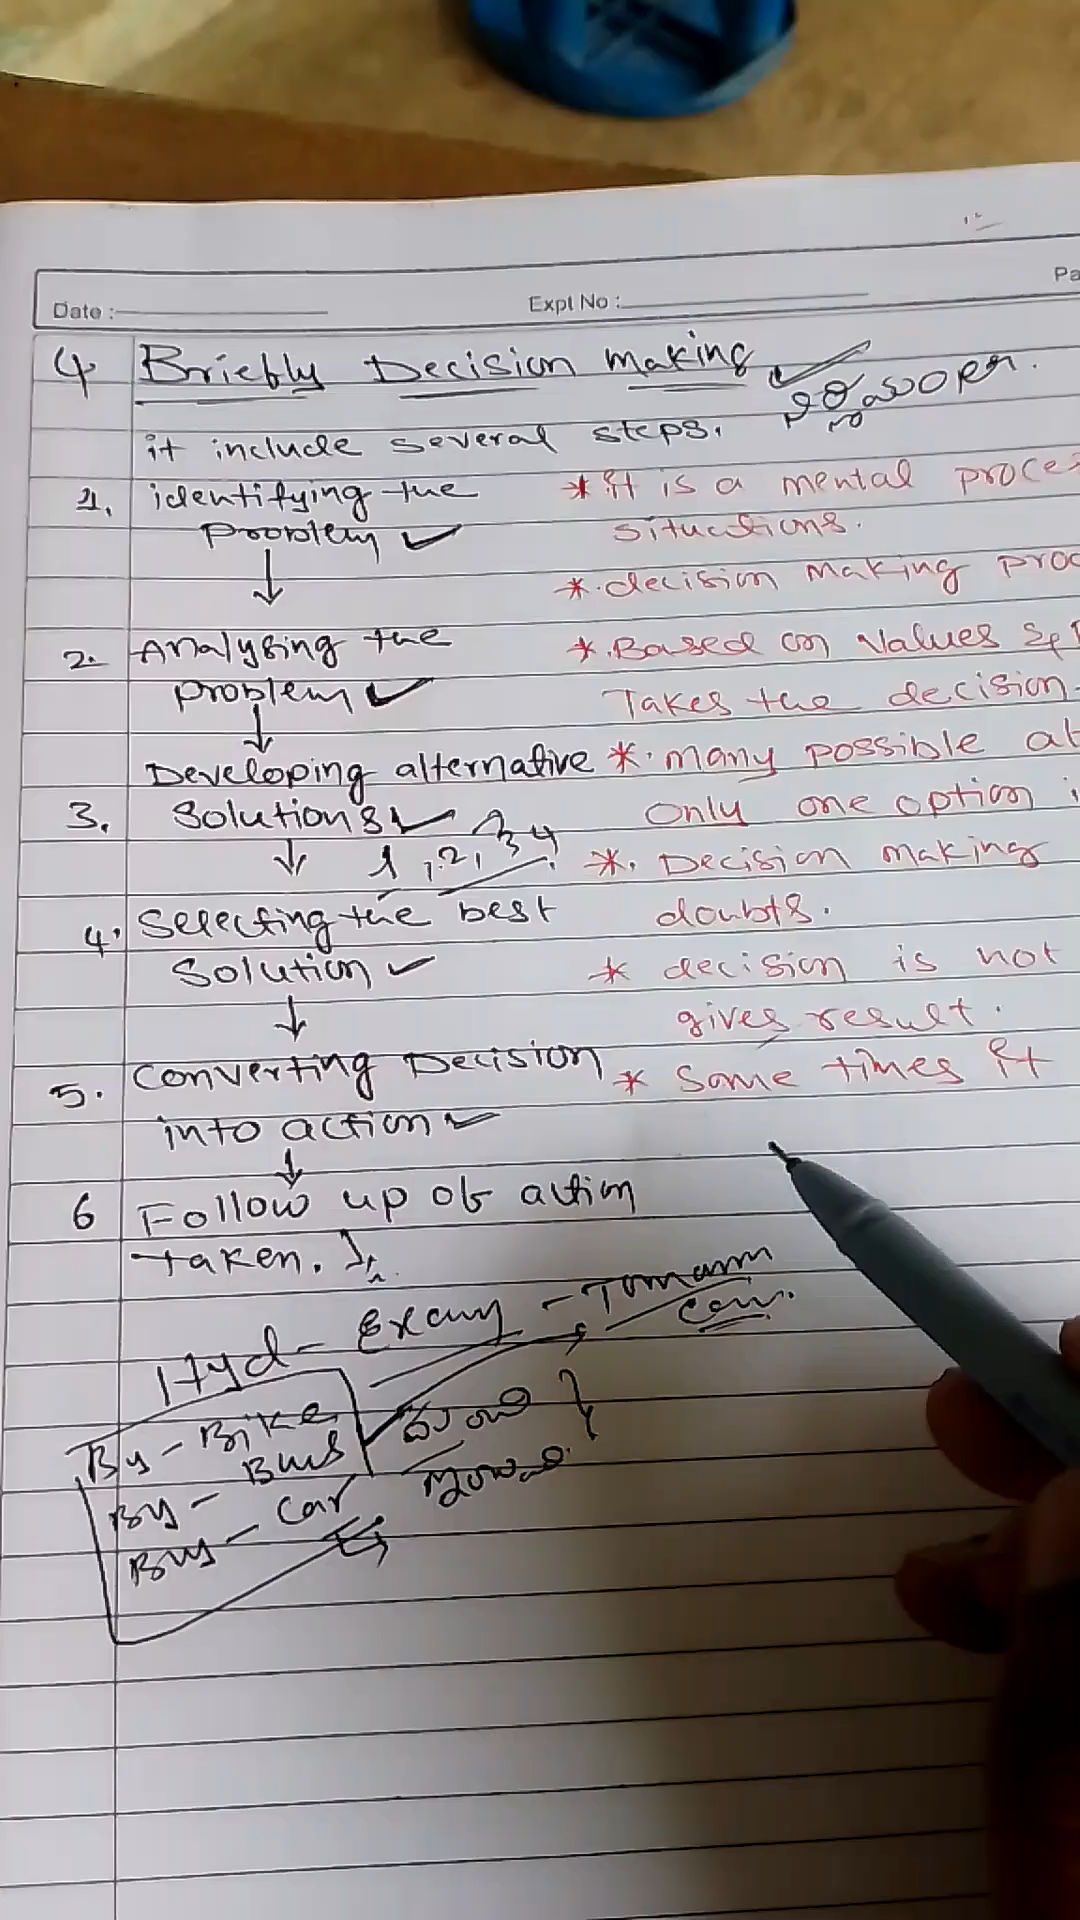 Pa
Date :
Expt No :
4 Briefly Decision making
it include several steps.
1. identifying the
problem
2. Analysing the
problem
Developing alternative
3. Solutions
1, 2, 3 4
4. Selecting the best
Solution
5. Converting Decision
into action
6 Follow up of action
taken.
* it is a mental proces
situations.
* decision making proc
* Based on values
Takes the decision
* many possible al
Only one option i
* Decision making
doubts.
* decision is not
gives result.
* Some times it
Hyd - Exam -
By - Bike
By - Bus
By - Car